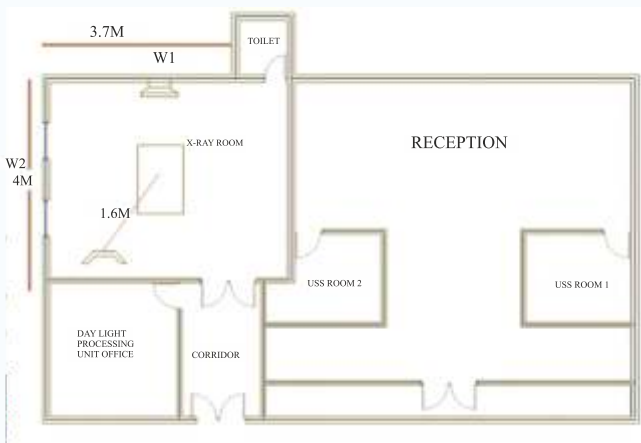 3.7M
TOILET
W1
X-RAY ROOM
RECEPTION
W2
4M
1.6M
USS ROOM 2
USS ROOM 1
DAY LIGHT
PROCESSING
UNIT OFFICE
CORRIDOR